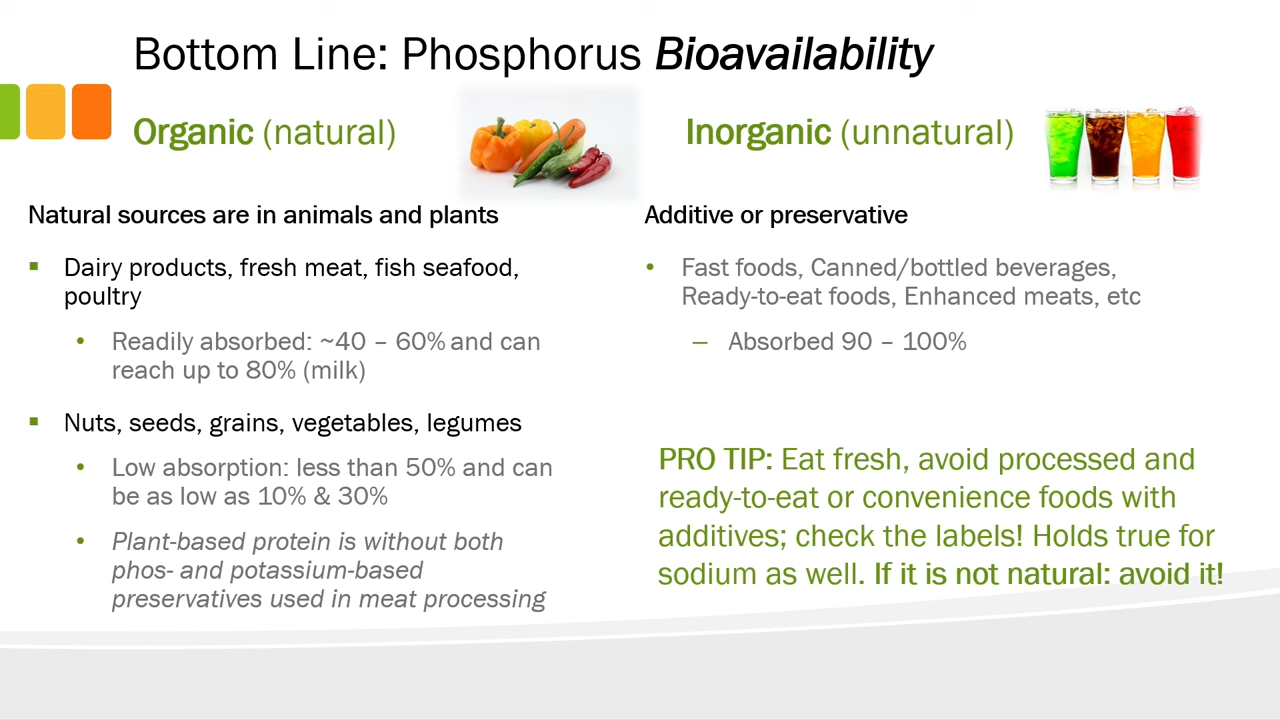 Bottom Line: Phosphorus Bioavailability
Organic (natural)
Natural sources are in animals and plants
Dairy products, fresh meat, fish seafood,
poultry
Readily absorbed: ~40 – 60% and can
reach up to 80% (milk)
Nuts, seeds, grains, vegetables, legumes
Low absorption: less than 50% and can
be as low as 10% & 30%
Plant-based protein is without both
phos- and potassium-based
preservatives used in meat processing
Inorganic (unnatural)
Additive or preservative
Fast foods, Canned/bottled beverages,
Ready-to-eat foods, Enhanced meats, etc
– Absorbed 90 – 100%
PRO TIP: Eat fresh, avoid processed and
ready-to-eat or convenience foods with
additives; check the labels! Holds true for
sodium as well. If it is not natural: avoid it!